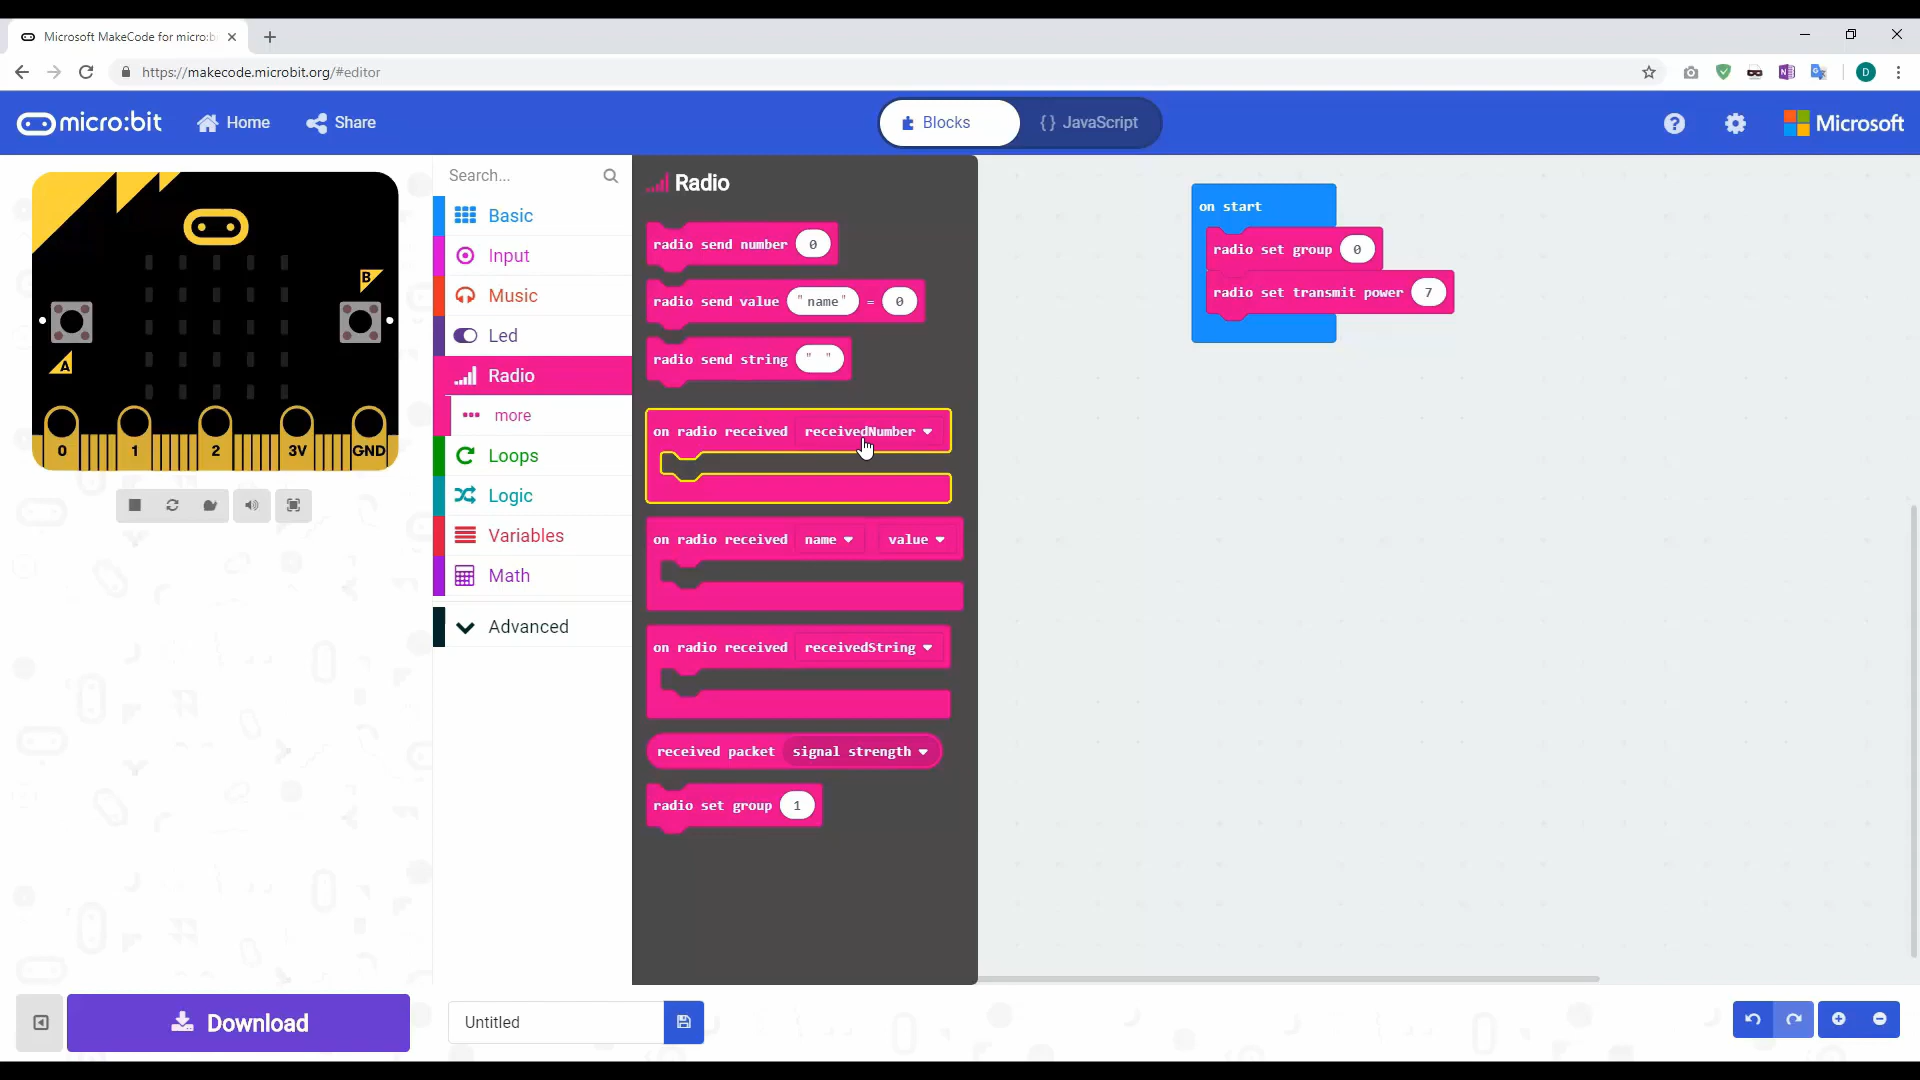 Microsoft MakeCode for micro:b
https://makecode.microbit.org/#editor
D
micro:bit
Home
Share
Blocks
{ } JavaScript
?
Microsoft
Search...
Basic
Input
Music
Led
Radio
more
Loops
Logic
Variables
Math
Advanced
A
B
0
1
2
3V
GND
Radio
radio send number 0
radio send value "name" = 0
radio send string " "
on radio received receivedNumber
on radio received name value
on radio received receivedString
received packet signal strength
radio set group 1
on start
radio set group 0
radio set transmit power 7
Download
Untitled